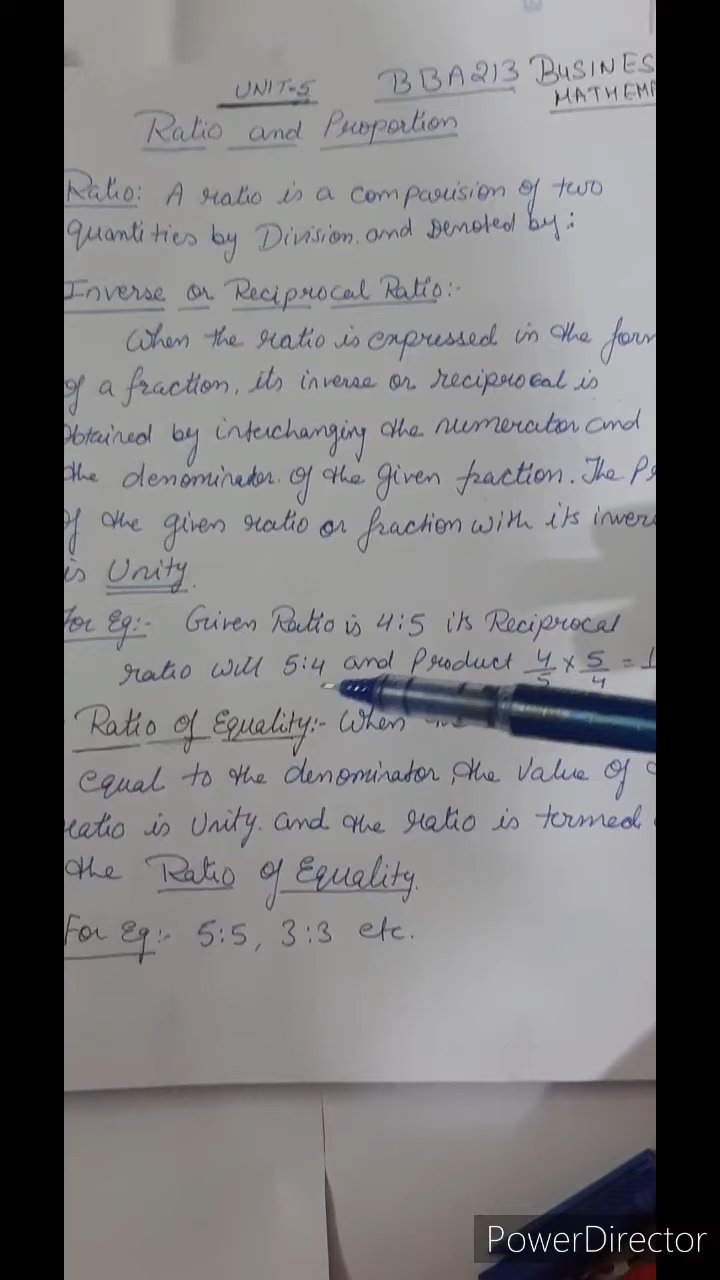 UNIT-5 BBA213 BUSINES
MATHEM
Ratio and Proportion
Ratio: A ratio is a comparision of two
quantities by Division. and Denoted by:
Inverse or Reciprocal Ratio:-
When the ratio is expressed in the form
of a fraction, its inverse or reciprocal is
obtained by interchanging the numerator and
the denominator. of the given fraction. The
of the given ratio or fraction with its inver
is Unity.
For Eg:- Given Ratio is 4:5 its Reciprocal
ratio will 5:4 and Product 4/5 × 5/4 = 1
Ratio of Equality:- When
equal to the denominator, the value of
ratio is Unity. and the ratio is termed
the Ratio of Equality.
For Eg:- 5:5, 3:3 etc.
PowerDirector